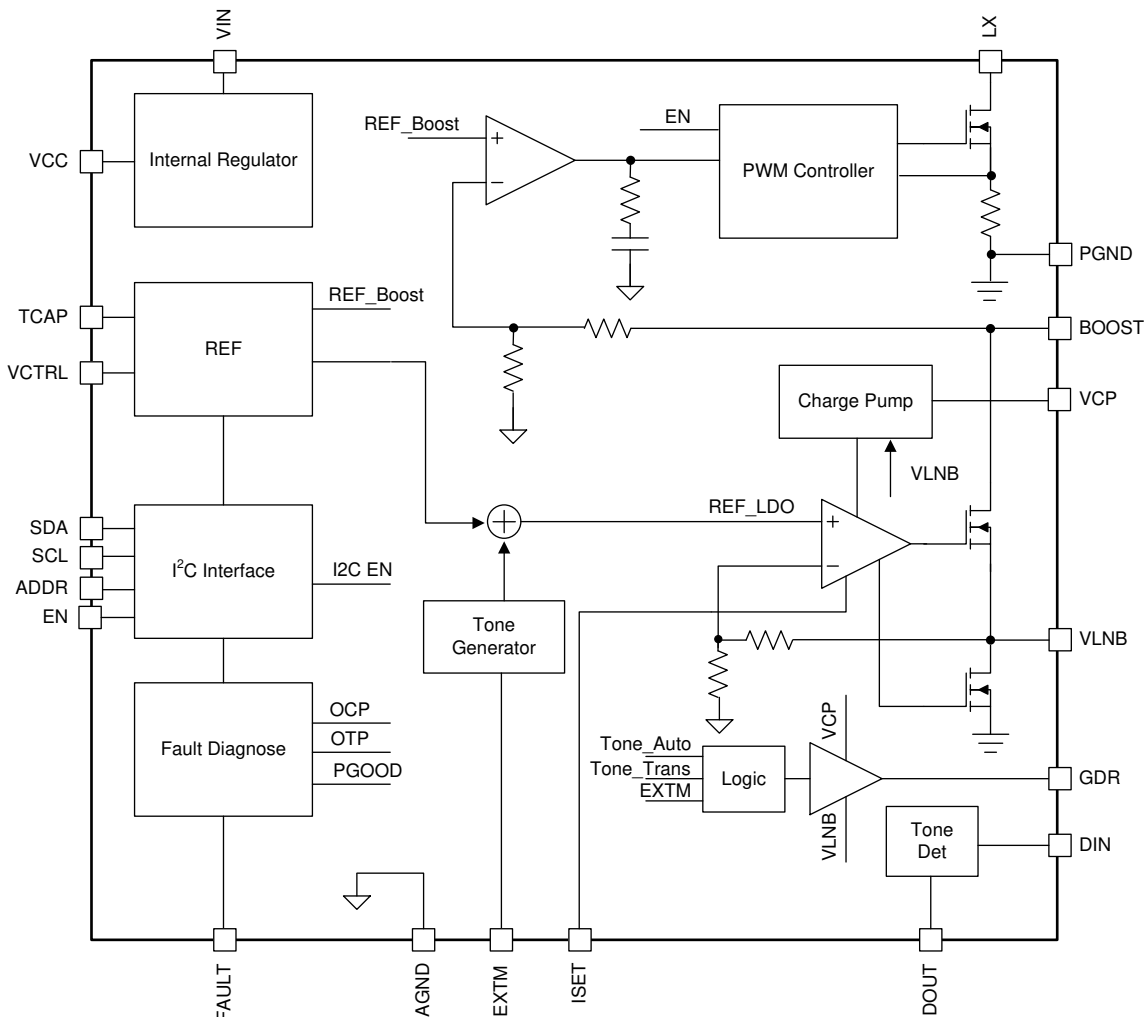 VIN
LX
REF_Boost
EN
VCC
Internal Regulator
+
PWM Controller
−
PGND
REF_Boost
TCAP
BOOST
REF
VCTRL
Charge Pump
VCP
VLNB
REF_LDO
+
SDA
SCL
I²C Interface
I2C EN
−
ADDR
EN
Tone
Generator
VLNB
OCP
Fault Diagnose
OTP
PGOOD
VCP
Tone_Auto
Tone_Trans
EXTM
Logic
GDR
VLNB
Tone
Det
DIN
FAULT
AGND
EXTM
ISET
DOUT